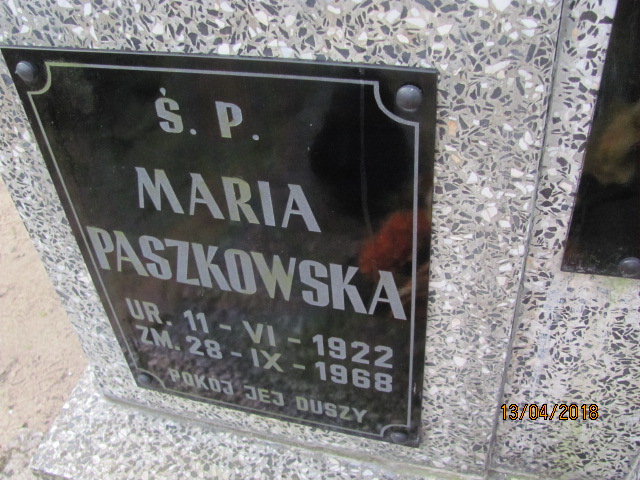 Ś. P.
MARIA
PASZKOWSKA
UR. 11 - VI - 1922
ZM. 28 - IX - 1968
POKÓJ JEJ DUSZY
13/04/2018